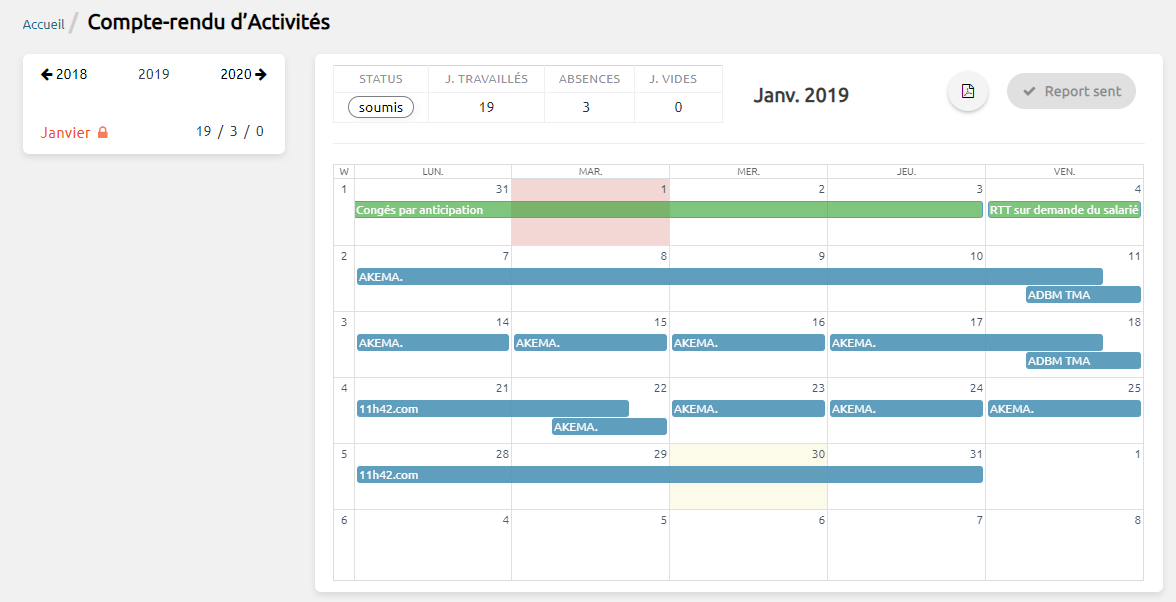 Accueil / Compte-rendu d'Activités
2018 2019 2020
Janvier 19 / 3 / 0
STATUS J. TRAVAILLÉS ABSENCES J. VIDES
soumis 19 3 0
Janv. 2019
Report sent
W LUN. MAR. MER. JEU. VEN.
1 31 1 2 3 4
Congés par anticipation RTT sur demande du salarié
2 7 8 9 10 11
AKEMA.
ADBM TMA
3 14 15 16 17 18
AKEMA. AKEMA. AKEMA. AKEMA.
ADBM TMA
4 21 22 23 24 25
11h42.com AKEMA. AKEMA. AKEMA.
AKEMA.
5 28 29 30 31 1
11h42.com
6 4 5 6 7 8